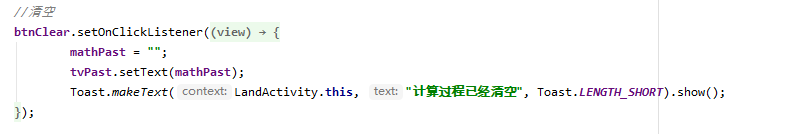 //清空
btnClear.setOnClickListener((view) → {
mathPast = "";
tvPast.setText(mathPast);
Toast.makeText( context: LandActivity.this, text: "计算过程已经清空", Toast.LENGTH_SHORT).show();
});